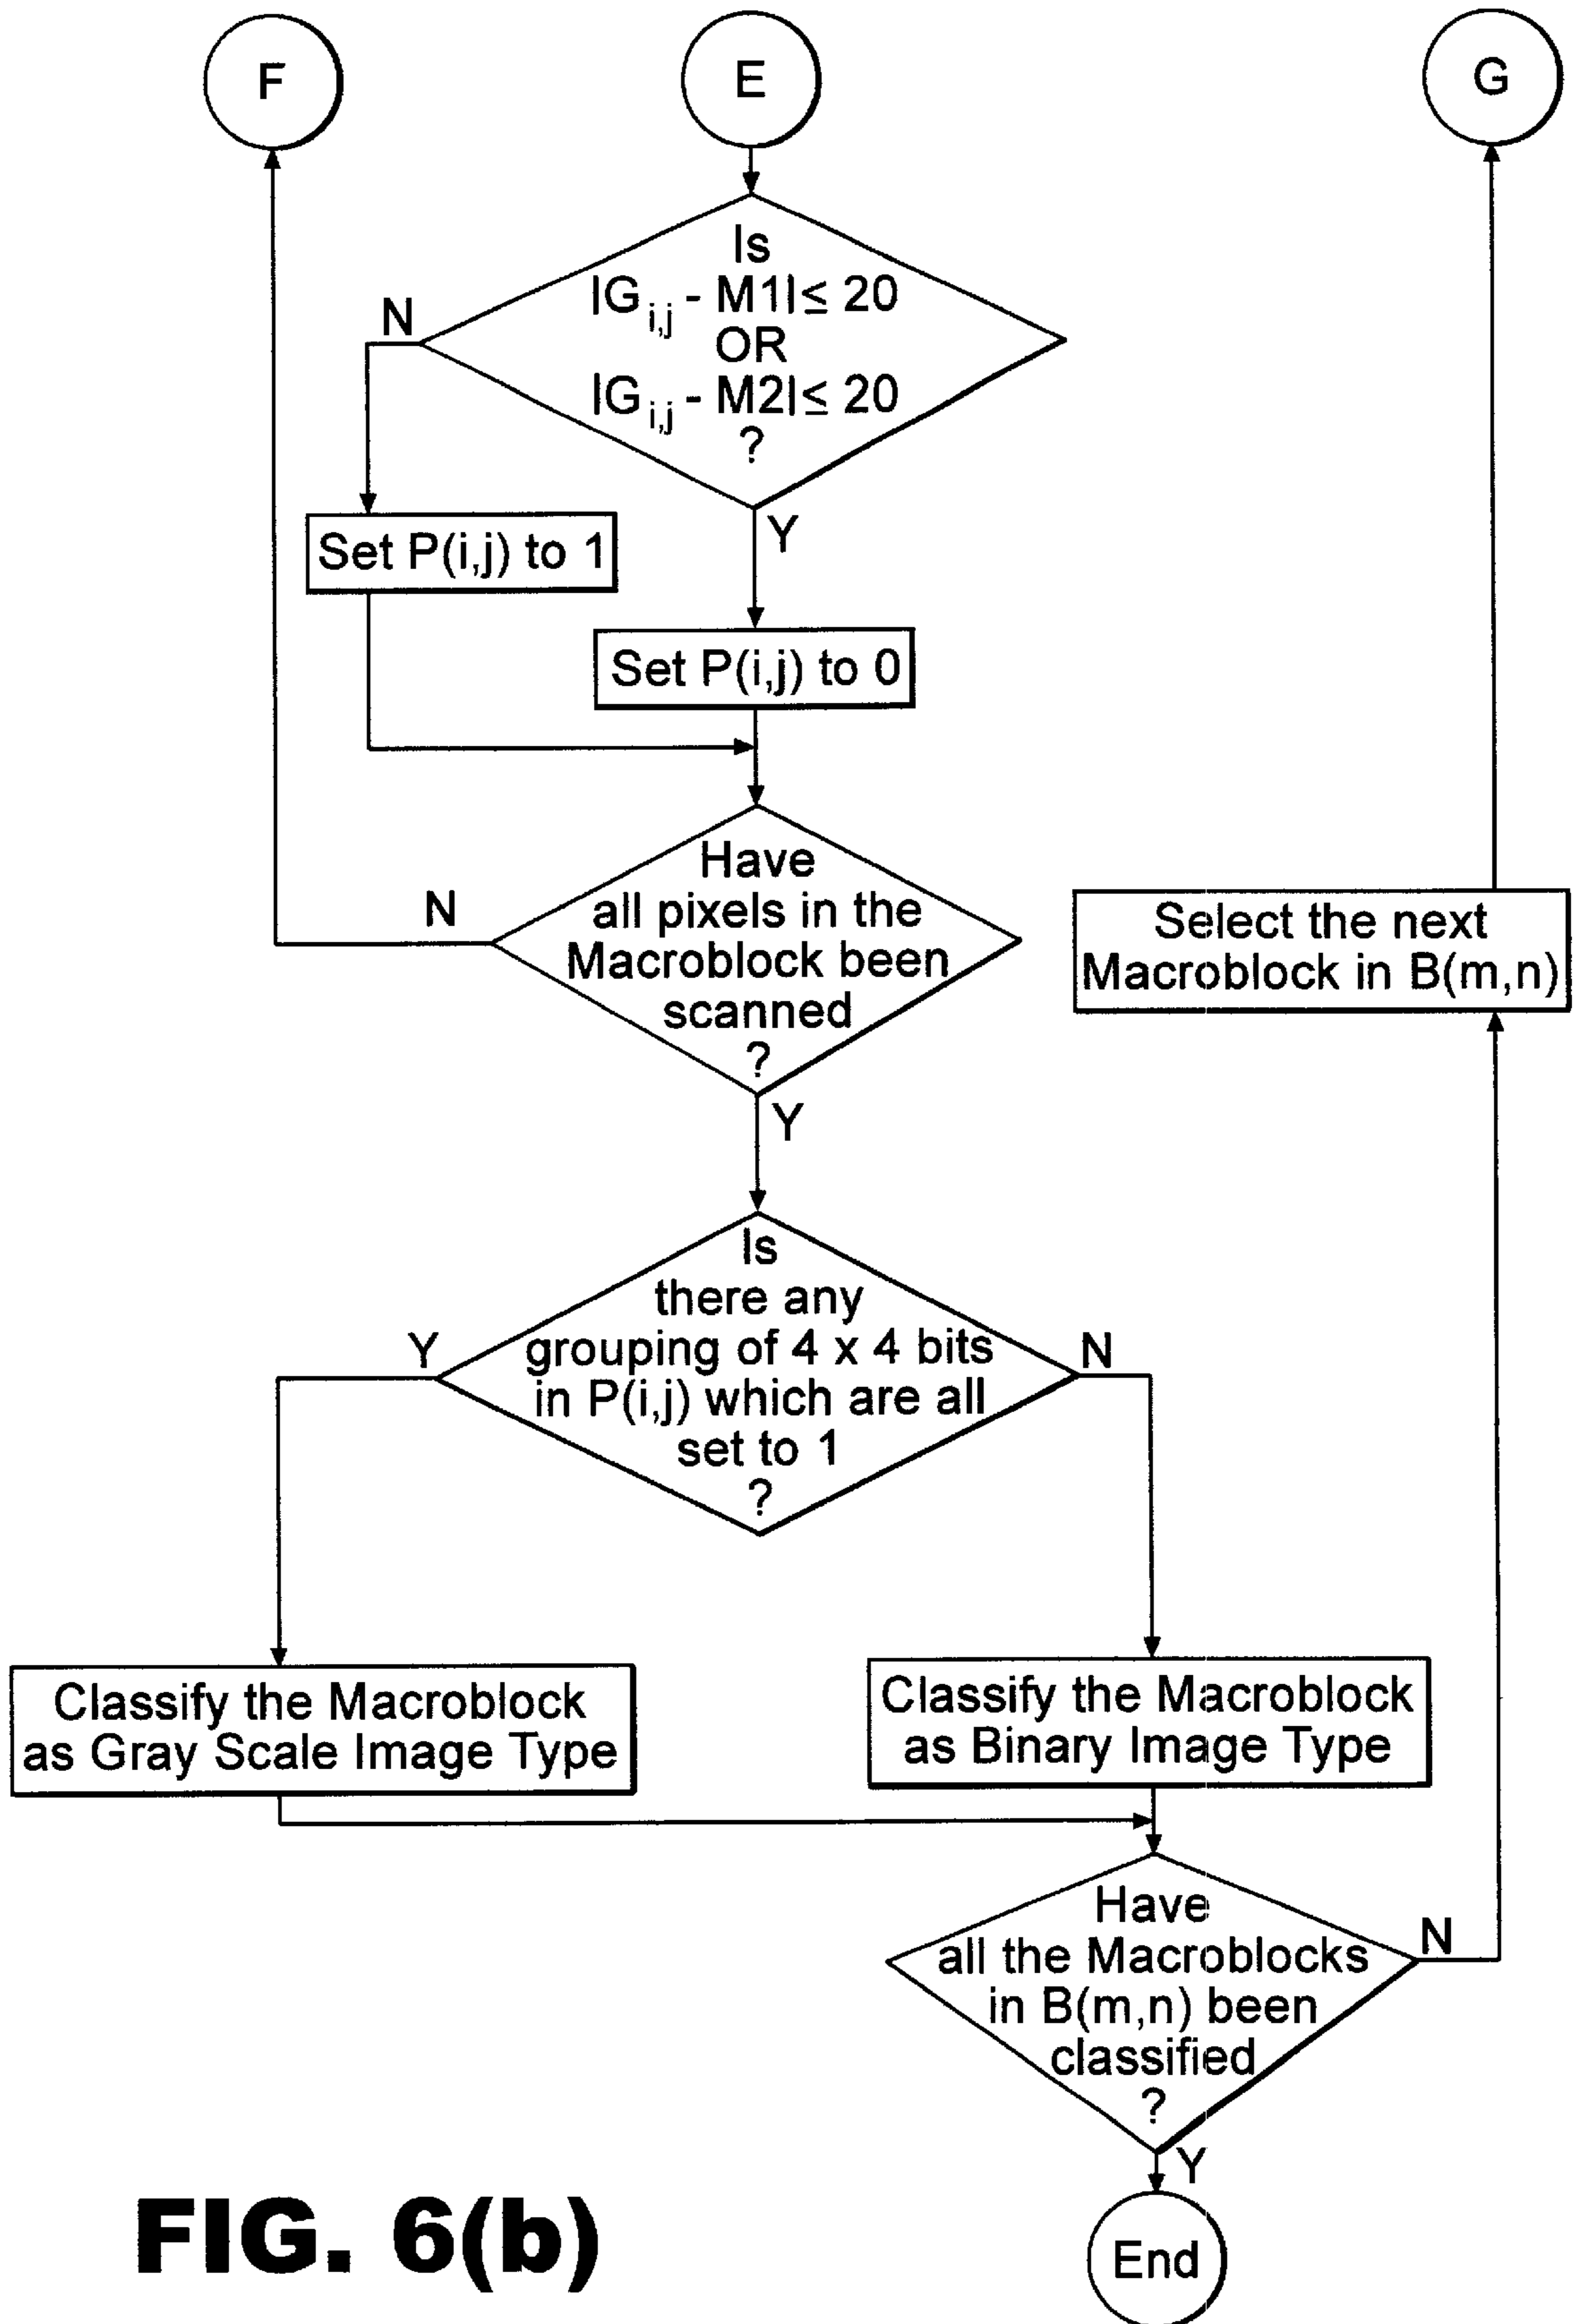 F
E
G
Is
|G i,j - M1|≤ 20
OR
|G i,j - M2|≤ 20
?
N
Y
Set P(i,j) to 1
Set P(i,j) to 0
Have
all pixels in the
Macroblock been
scanned
?
N
Y
Select the next
Macroblock in B(m,n)
Is
there any
grouping of 4 x 4 bits
in P(i,j) which are all
set to 1
?
Y
N
Classify the Macroblock
as Gray Scale Image Type
Classify the Macroblock
as Binary Image Type
Have
all the Macroblocks
in B(m,n) been
classified
?
N
Y
End
FIG. 6(b)